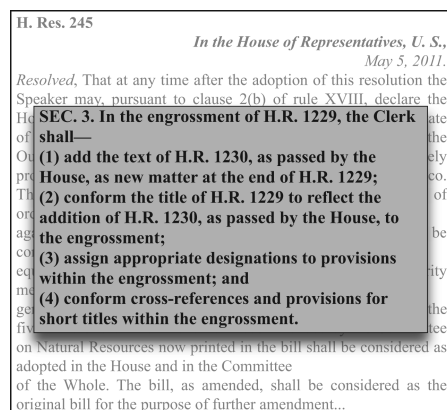 H. Res. 245
In the House of Representatives, U. S.,
May 5, 2011.
Resolved, That at any time after the adoption of this resolution the
Speaker may, pursuant to clause 2(b) of rule XVIII, declare the
SEC. 3. In the engrossment of H.R. 1229, the Clerk
shall—
(1) add the text of H.R. 1230, as passed by the
House, as new matter at the end of H.R. 1229;
(2) conform the title of H.R. 1229 to reflect the
addition of H.R. 1230, as passed by the House, to
the engrossment;
(3) assign appropriate designations to provisions
within the engrossment; and
(4) conform cross-references and provisions for
short titles within the engrossment.
on Natural Resources now printed in the bill shall be considered as
adopted in the House and in the Committee
of the Whole. The bill, as amended, shall be considered as the
original bill for the purpose of further amendment...